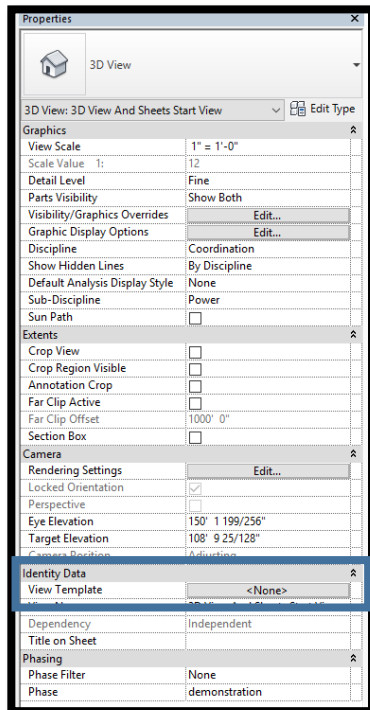 Properties X
3D View
3D View: 3D View And Sheets Start View Edit Type
Graphics
View Scale 1" = 1'-0"
Scale Value 1: 12
Detail Level Fine
Parts Visibility Show Both
Visibility/Graphics Overrides Edit...
Graphic Display Options Edit...
Discipline Coordination
Show Hidden Lines By Discipline
Default Analysis Display Style None
Sub-Discipline Power
Sun Path
Extents
Crop View
Crop Region Visible
Annotation Crop
Far Clip Active
Far Clip Offset 1000' 0"
Section Box
Camera
Rendering Settings Edit...
Locked Orientation
Perspective
Eye Elevation 150' 1 199/256"
Target Elevation 108' 9 25/128"
Camera Position Adjusting
Identity Data
View Template <None>
Dependency Independent
Title on Sheet
Phasing
Phase Filter None
Phase demonstration